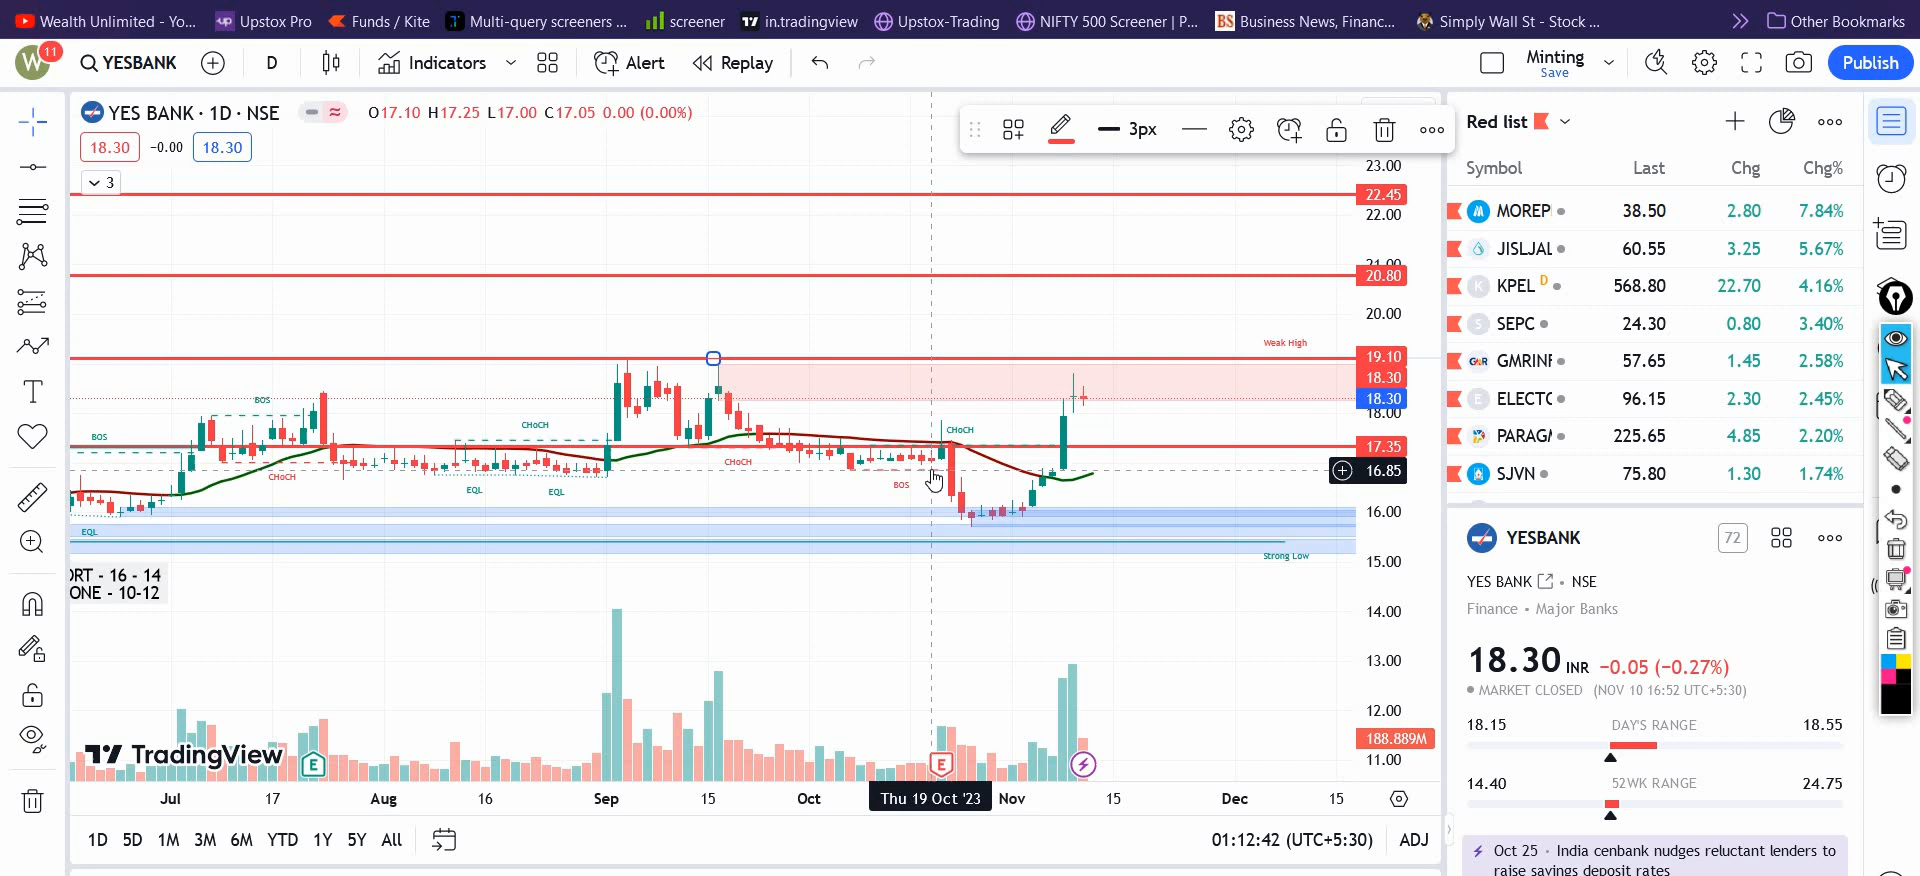 Wealth Unlimited - Yo... Upstox Pro Funds / Kite Multi-query screeners ... screener in.tradingview Upstox-Trading NIFTY 500 Screener | P... BS Business News, Financ... Simply Wall St - Stock ... Other Bookmarks
W 11 YESBANK D Indicators Alert Replay Minting Save Publish
YES BANK · 1D · NSE O17.10 H17.25 L17.00 C17.05 0.00 (0.00%)
18.30 -0.00 18.30
3
3px
Red list
Symbol Last Chg Chg%
MOREP 38.50 2.80 7.84%
JISLJAL 60.55 3.25 5.67%
KPEL D 568.80 22.70 4.16%
SEPC 24.30 0.80 3.40%
GMRINF 57.65 1.45 2.58%
ELECTC 96.15 2.30 2.45%
PARAGM 225.65 4.85 2.20%
SJVN 75.80 1.30 1.74%
23.00
22.45
22.00
21.00
20.80
20.00
19.10
18.30
18.30
18.00
17.35
16.85
16.00
15.00
14.00
13.00
12.00
188.889M
11.00
Weak High
BOS
BOS
CHoCH
CHoCH
CHoCH
CHoCH
EQL
EQL
BOS
EQL
Strong Low
ORT - 16 - 14
ONE - 10-12
TradingView
E
E
Jul 17 Aug 16 Sep 15 Oct Thu 19 Oct '23 Nov 15 Dec 15
1D 5D 1M 3M 6M YTD 1Y 5Y All 01:12:42 (UTC+5:30) ADJ
YESBANK 72
YES BANK • NSE
Finance • Major Banks
18.30 INR −0.05 (−0.27%)
MARKET CLOSED (NOV 10 16:52 UTC+5:30)
18.15 DAY'S RANGE 18.55
14.40 52WK RANGE 24.75
Oct 25 · India cenbank nudges reluctant lenders to
raise savings deposit rates